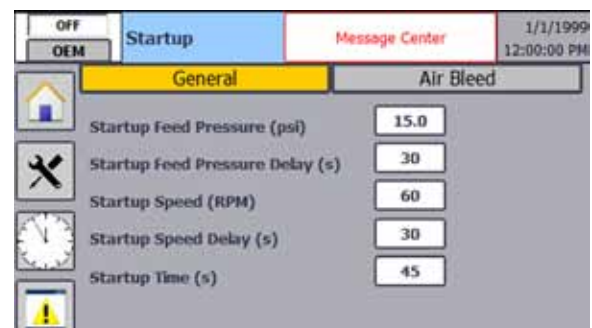 OFF
OEM
Startup
Message Center
1/1/1999
12:00:00 PM
General
Air Bleed
Startup Feed Pressure (psi) 15.0
Startup Feed Pressure Delay (s) 30
Startup Speed (RPM) 60
Startup Speed Delay (s) 30
Startup Time (s) 45